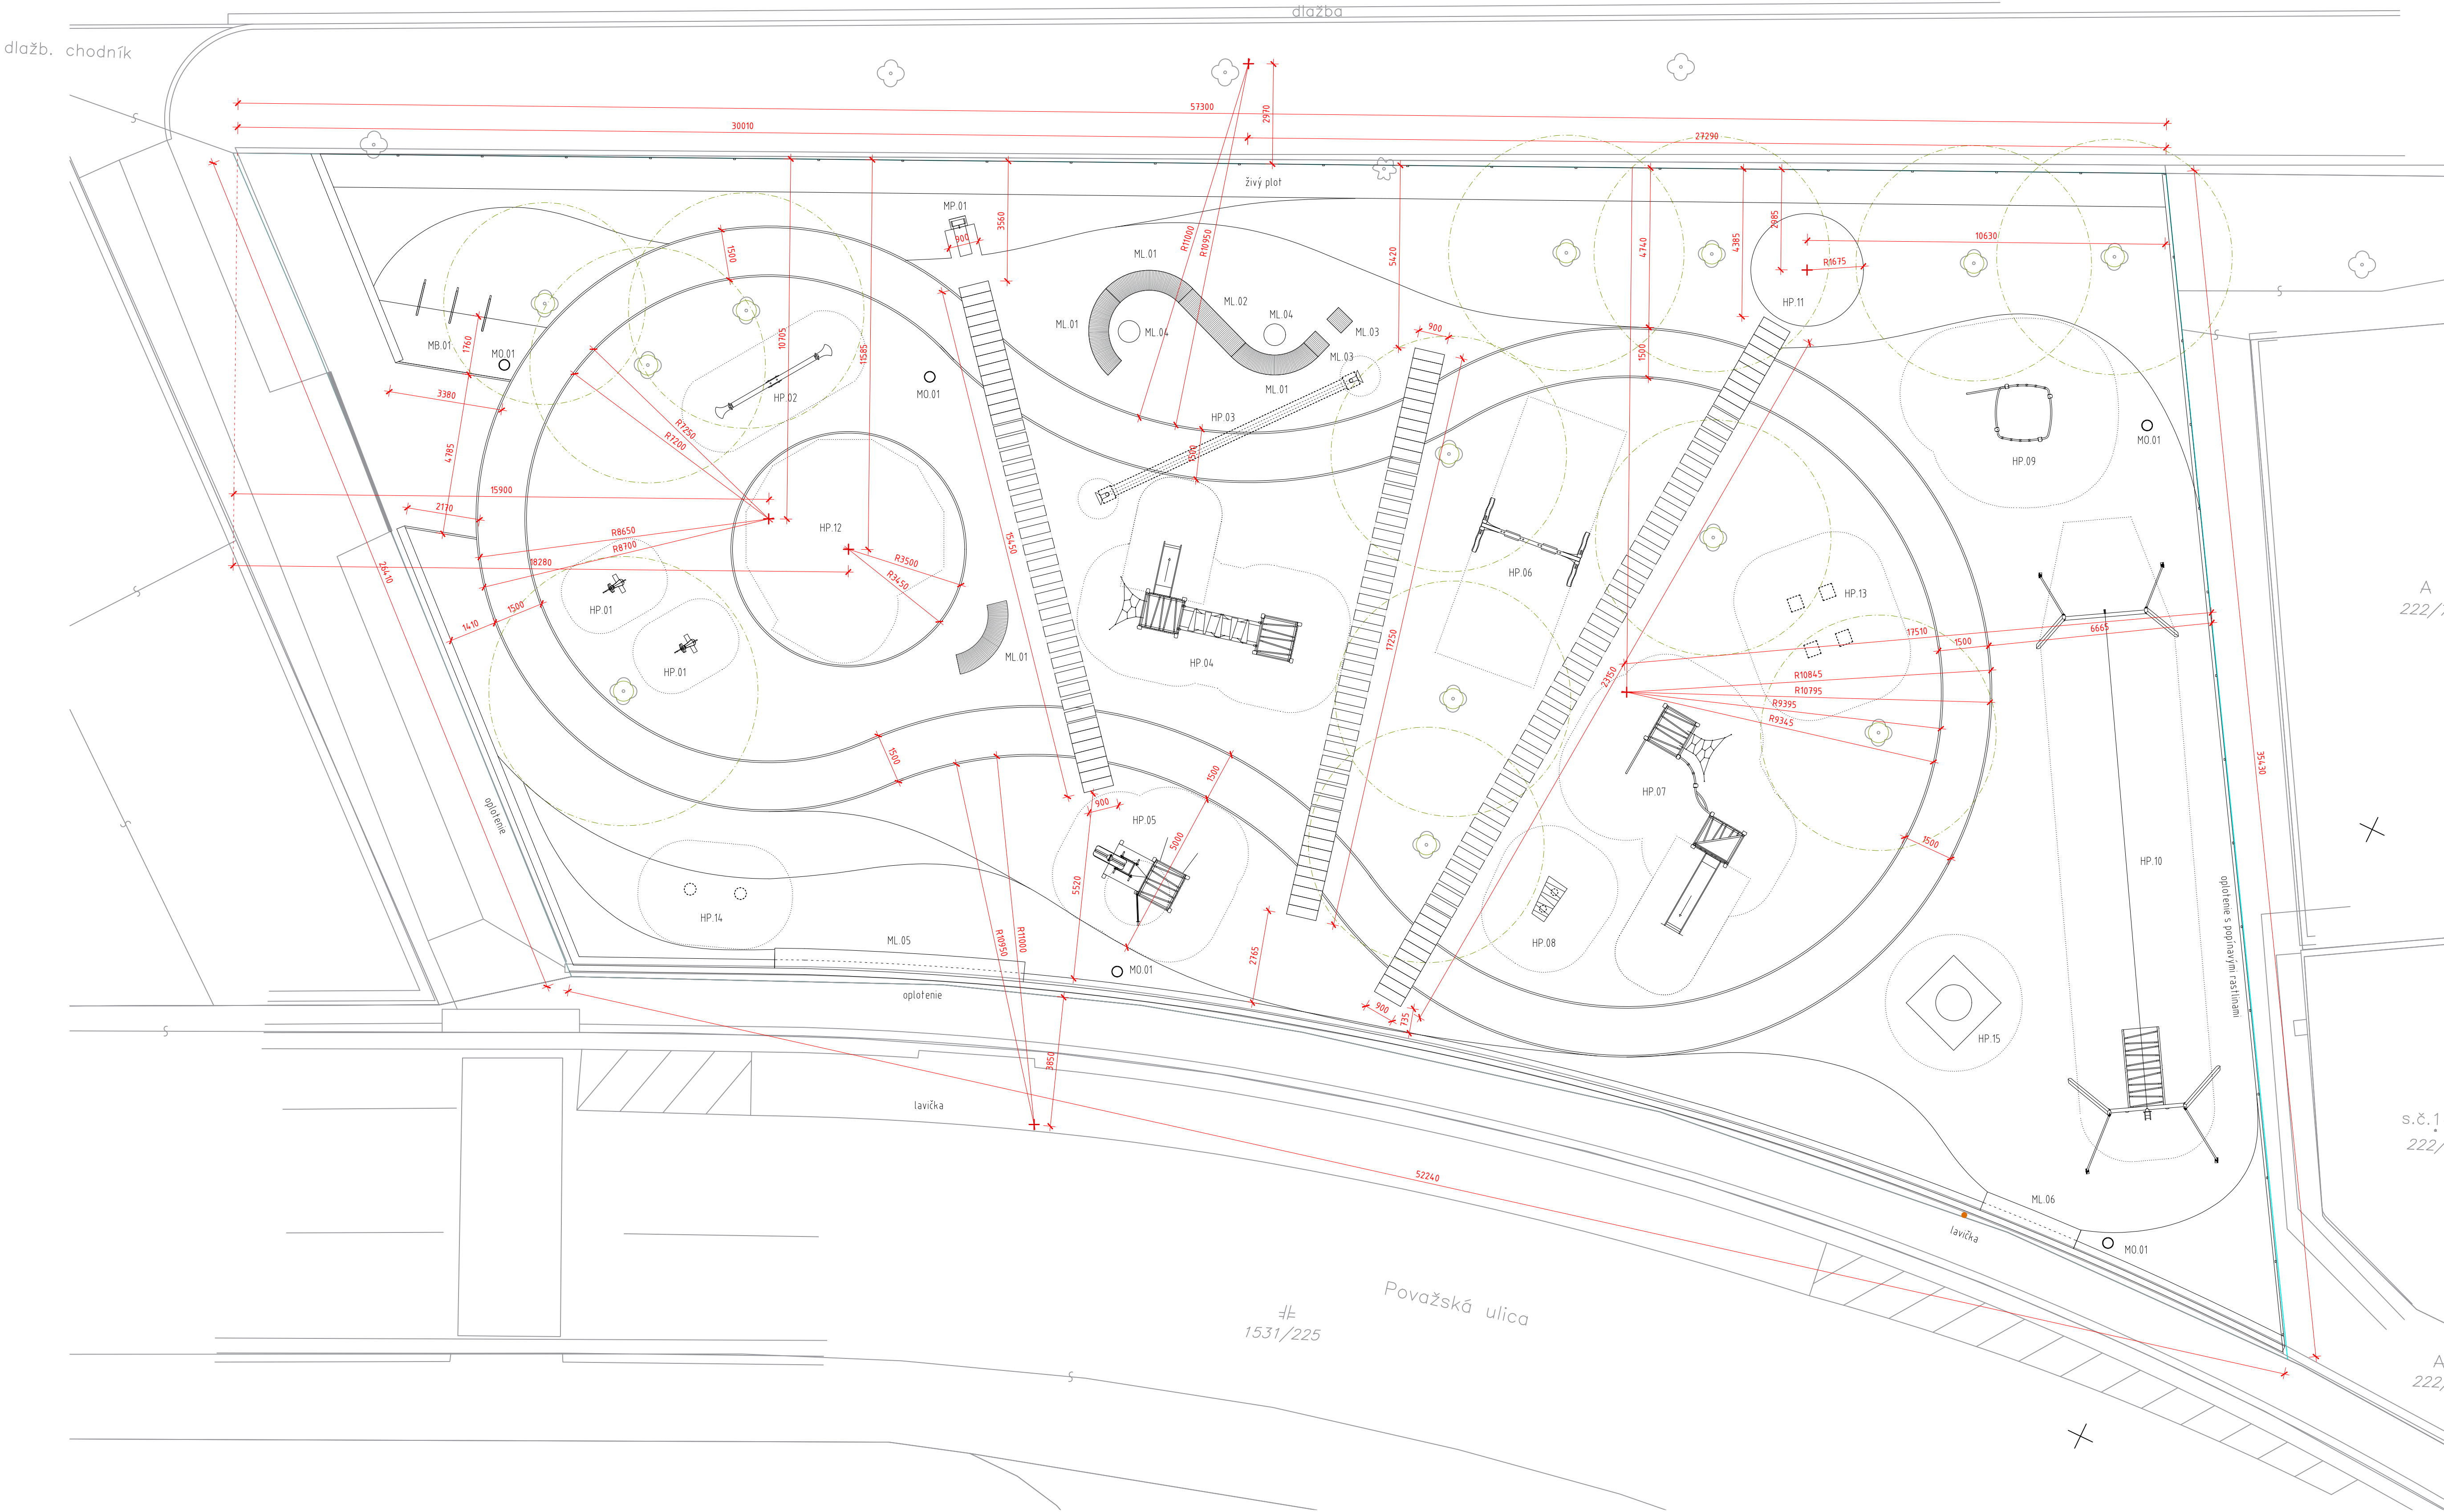 dlažba
dlažb. chodník
57300
30010
27290
2970
živý plot
MP.01
900
3560
R11000
R10950
5420
4740
4385
2985
10630
R1675
HP.11
1500
10705
11585
ML.01
ML.02
ML.01
ML.04
ML.04
ML.03
ML.03
ML.01
900
1500
MB.01
1760
MO.01
MO.01
HP.02
3380
HP.03
R7250
R7200
4785
1500
HP.09
MO.01
15900
2170
HP.12
R8650
R8700
15450
18280
R3500
R3450
26410
HP.06
HP.01
HP.01
1500
1410
HP.13
17510
1500
6665
A
ML.01
HP.04
17250
23150
R10845
R10795
R9395
R9345
1500
1500
HP.07
35430
oplotenie
900
HP.05
5000
5520
1500
HP.10
HP.14
HP.08
oplotenie s popínavými rastlinami
ML.05
R10950
R11000
2765
MO.01
oplotenie
900
735
HP.15
3850
lavička
s.č.1
52240
ML.06
lavička
MO.01
Považská ulica
1531/225